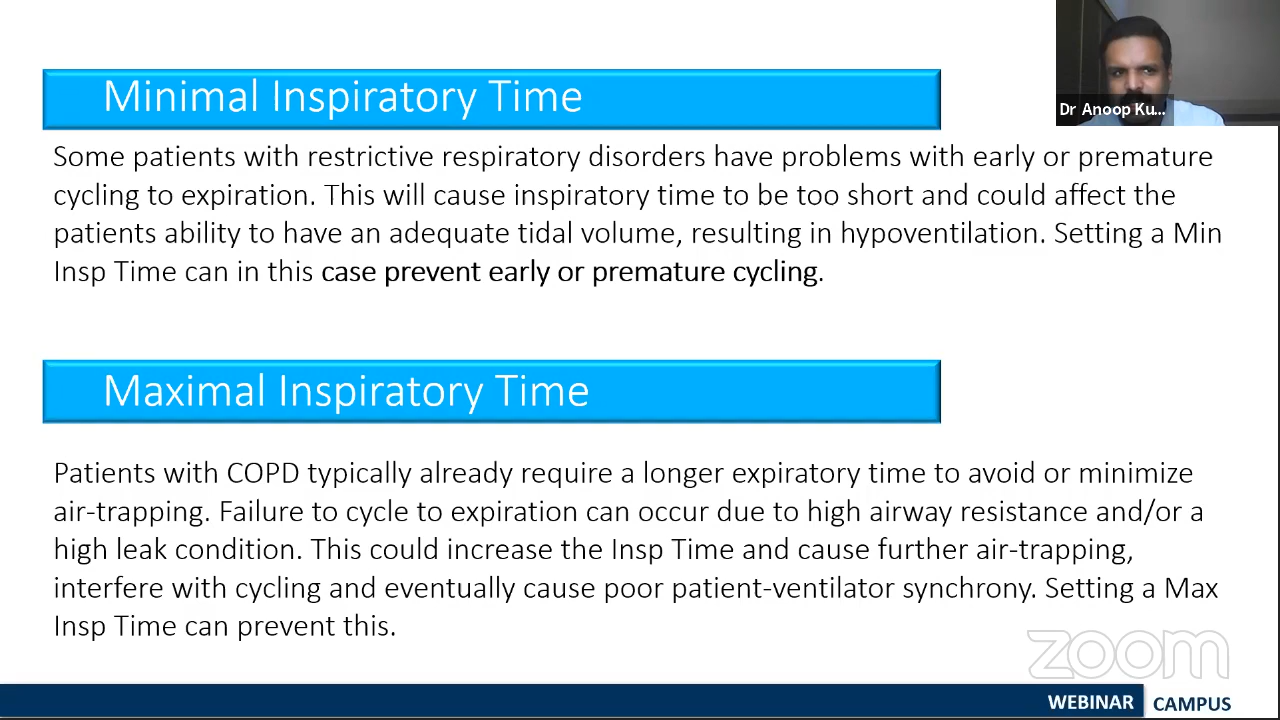 Minimal Inspiratory Time
Dr Anoop Ku...
Some patients with restrictive respiratory disorders have problems with early or premature
cycling to expiration. This will cause inspiratory time to be too short and could affect the
patients ability to have an adequate tidal volume, resulting in hypoventilation. Setting a Min
Insp Time can in this case prevent early or premature cycling.
Maximal Inspiratory Time
Patients with COPD typically already require a longer expiratory time to avoid or minimize
air-trapping. Failure to cycle to expiration can occur due to high airway resistance and/or a
high leak condition. This could increase the Insp Time and cause further air-trapping,
interfere with cycling and eventually cause poor patient-ventilator synchrony. Setting a Max
Insp Time can prevent this.
zoom
WEBINAR CAMPUS